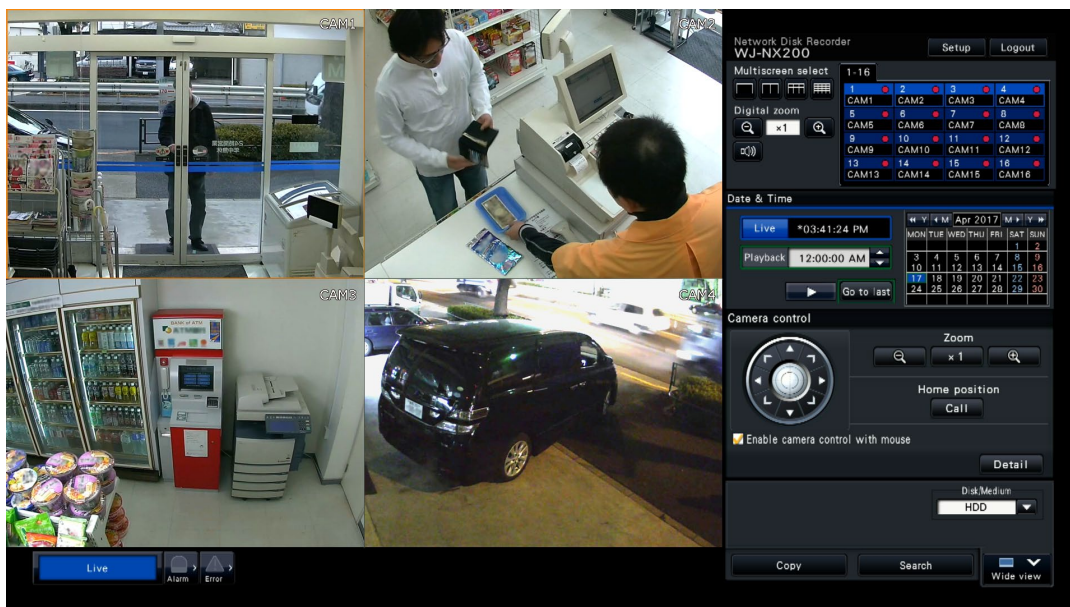 CAM1
CAM2
CAM3
CAM4
Network Disk Recorder
WJ-NX200
Setup
Logout
Multiscreen select
1-16
1 2 3 4
CAM1 CAM2 CAM3 CAM4
5 6 7 8
CAM5 CAM6 CAM7 CAM8
9 10 11 12
CAM9 CAM10 CAM11 CAM12
13 14 15 16
CAM13 CAM14 CAM15 CAM16
Digital zoom
×1
Date & Time
Live *03:41:24 PM
Playback 12:00:00 AM
Go to last
Y M Apr 2017 M Y
MON TUE WED THU FRI SAT SUN
1 2
3 4 5 6 7 8 9
10 11 12 13 14 15 16
17 18 19 20 21 22 23
24 25 26 27 28 29 30
Camera control
Zoom
×1
Home position
Call
Enable camera control with mouse
Detail
Disk/Medium
HDD
Live
Alarm
Error
Copy
Search
Wide view